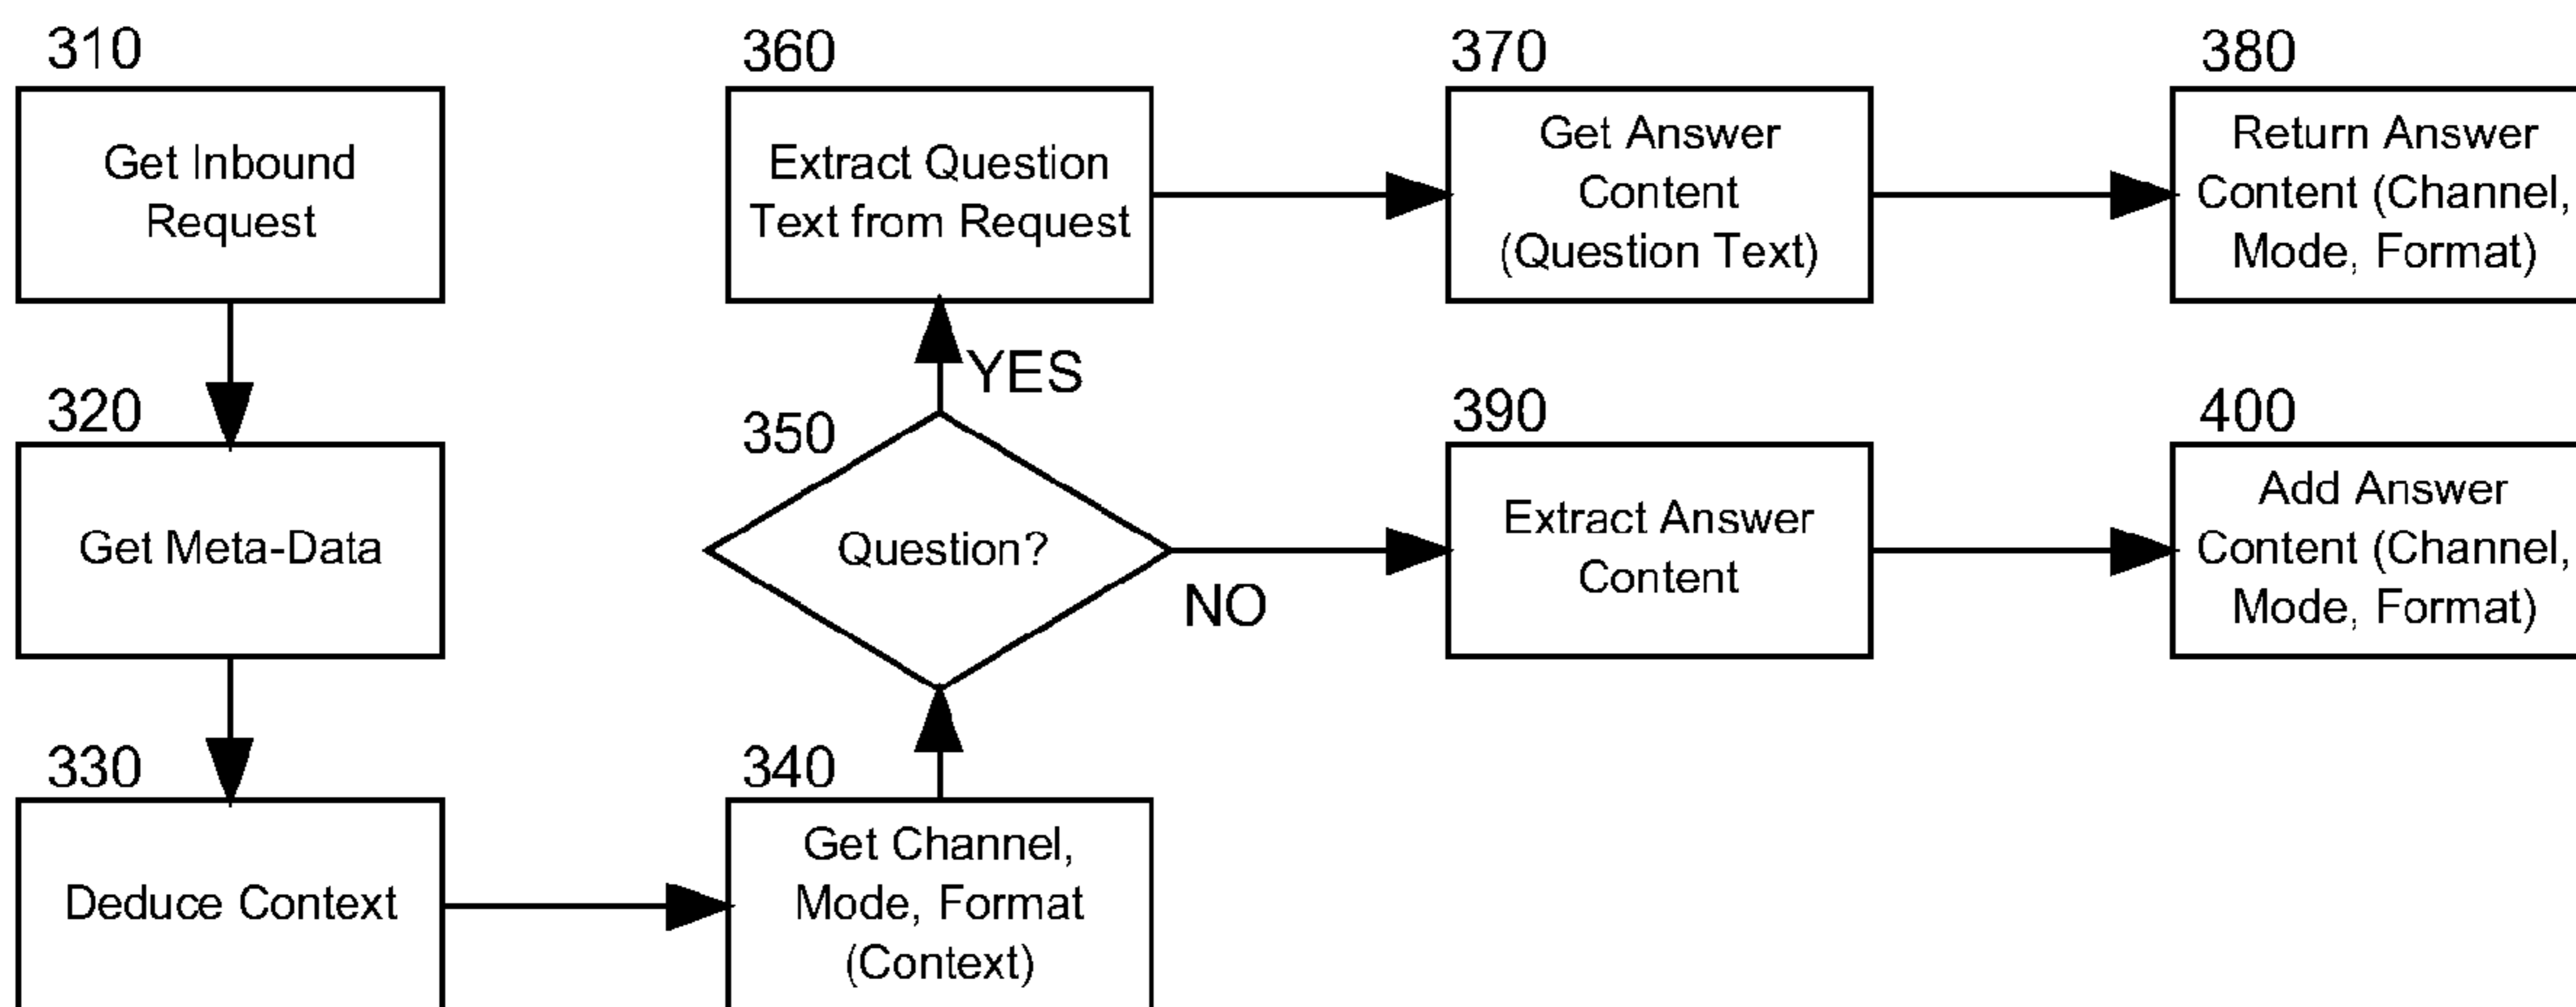 310
Get Inbound
Request
320
Get Meta-Data
330
Deduce Context
340
Get Channel,
Mode, Format
(Context)
350
Question?
YES
NO
360
Extract Question
Text from Request
370
Get Answer
Content
(Question Text)
380
Return Answer
Content (Channel,
Mode, Format)
390
Extract Answer
Content
400
Add Answer
Content (Channel,
Mode, Format)